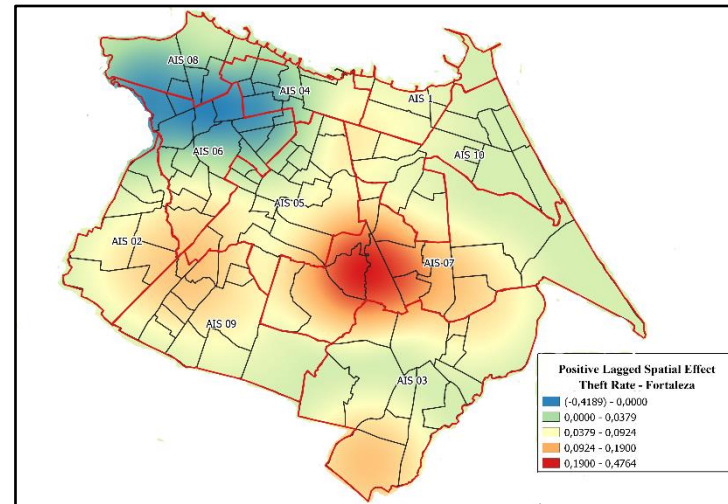 AIS 08
AIS 04
AIS 1
AIS 10
AIS 06
AIS 05
AIS 02
AIS 07
AIS 09
AIS 03
Positive Lagged Spatial Effect
Theft Rate - Fortaleza
(-0,4189) - 0,0000
0,0000 - 0,0379
0,0379 - 0,0924
0,0924 - 0,1900
0,1900 - 0,4764